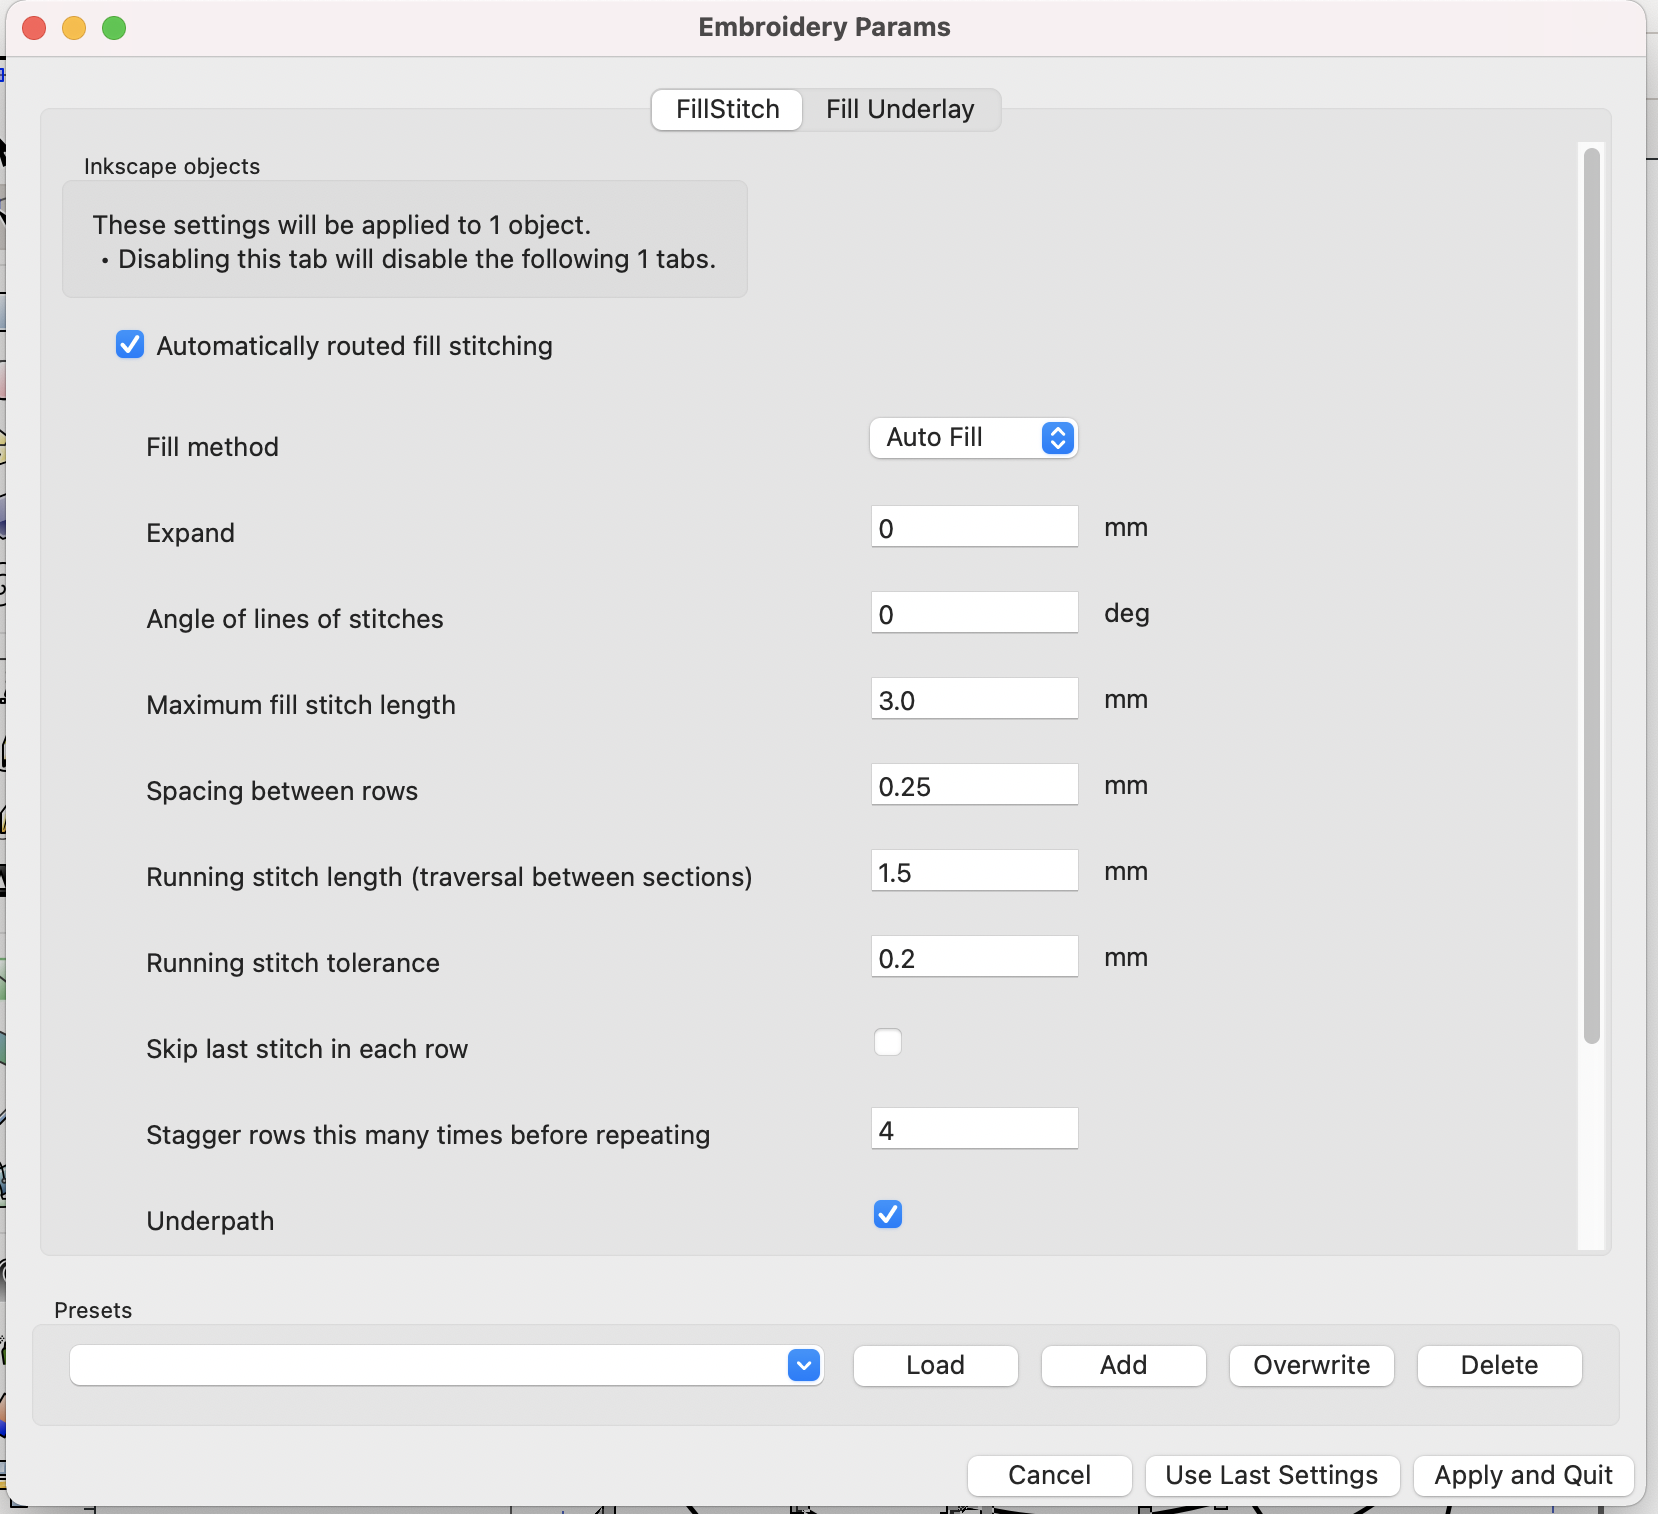 Embroidery Params
FillStitch Fill Underlay
Inkscape objects
These settings will be applied to 1 object.
• Disabling this tab will disable the following 1 tabs.
Automatically routed fill stitching
Fill method Auto Fill
Expand 0 mm
Angle of lines of stitches 0 deg
Maximum fill stitch length 3.0 mm
Spacing between rows 0.25 mm
Running stitch length (traversal between sections) 1.5 mm
Running stitch tolerance 0.2 mm
Skip last stitch in each row
Stagger rows this many times before repeating 4
Underpath
Presets
Load Add Overwrite Delete
Cancel Use Last Settings Apply and Quit